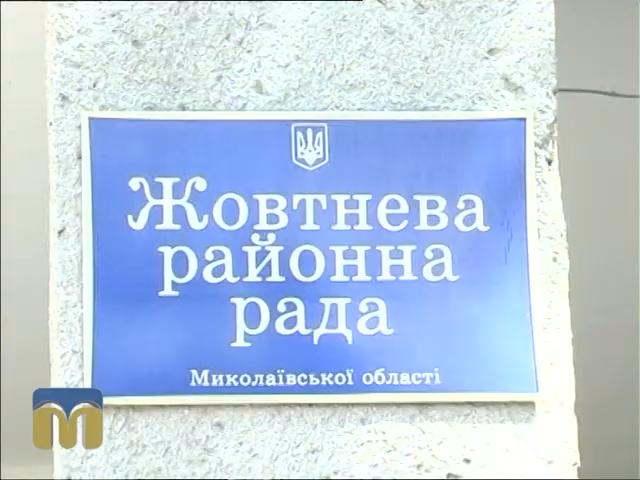 Жовтнева
районна
рада
Миколаївської області
М